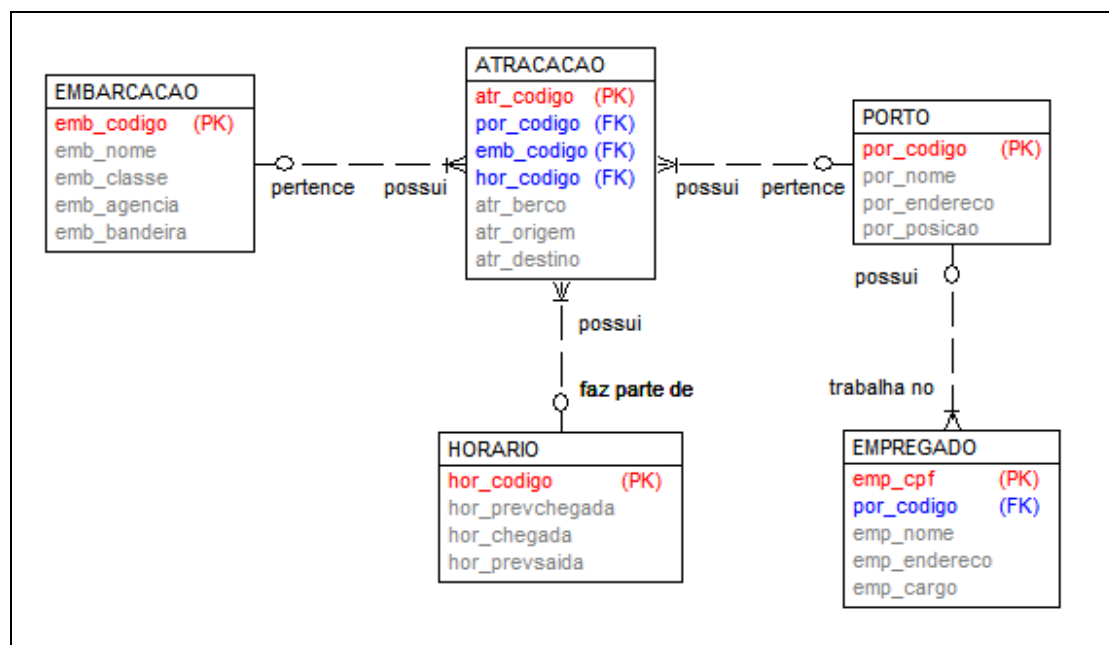 EMBARCACAO
emb_codigo (PK)
emb_nome
emb_classe
emb_agencia
emb_bandeira
pertence possui
ATRACACAO
atr_codigo (PK)
por_codigo (FK)
emb_codigo (FK)
hor_codigo (FK)
atr_berco
atr_origem
atr_destino
possui pertence
PORTO
por_codigo (PK)
por_nome
por_endereco
por_posicao
possui
faz parte de
possui
trabalha no
HORARIO
hor_codigo (PK)
hor_prevchegada
hor_chegada
hor_prevsaida
EMPREGADO
emp_cpf (PK)
por_codigo (FK)
emp_nome
emp_endereco
emp_cargo